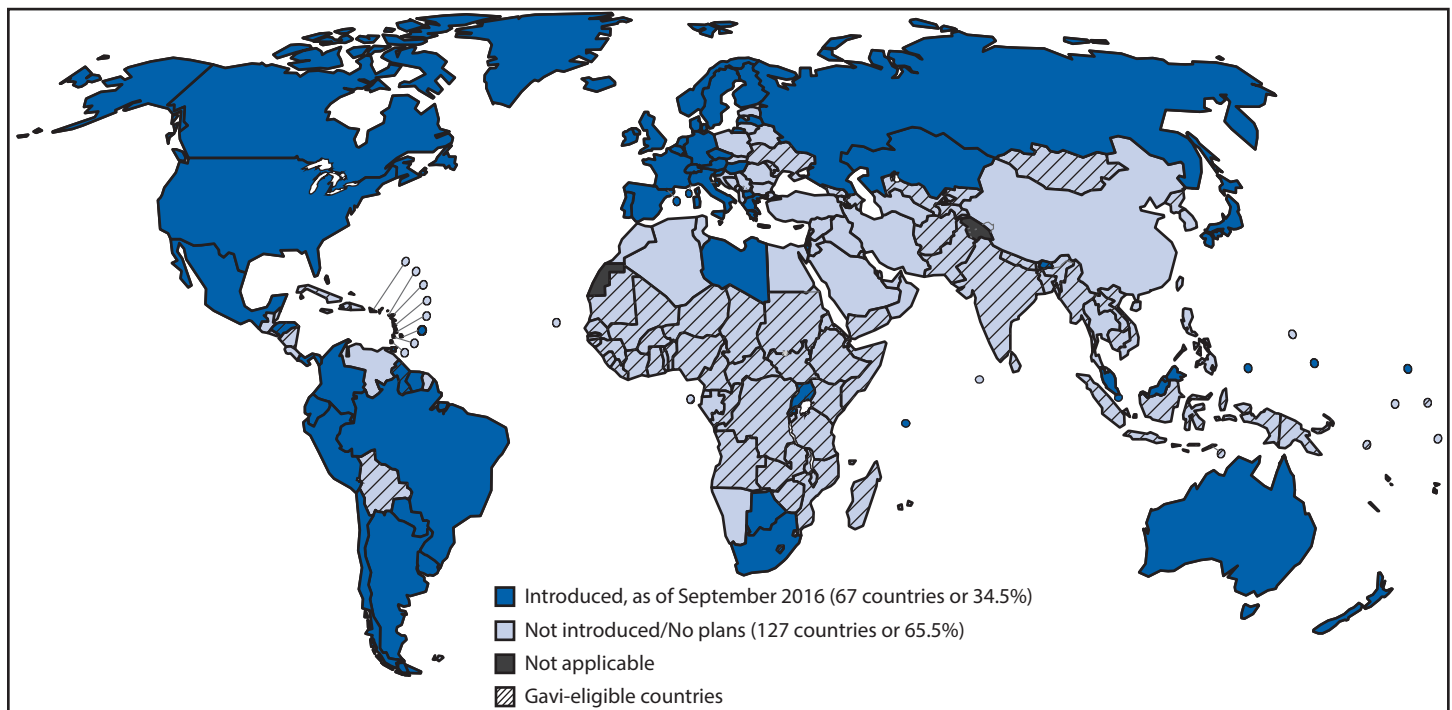 Introduced, as of September 2016 (67 countries or 34.5%)
Not introduced/No plans (127 countries or 65.5%)
Not applicable
Gavi-eligible countries